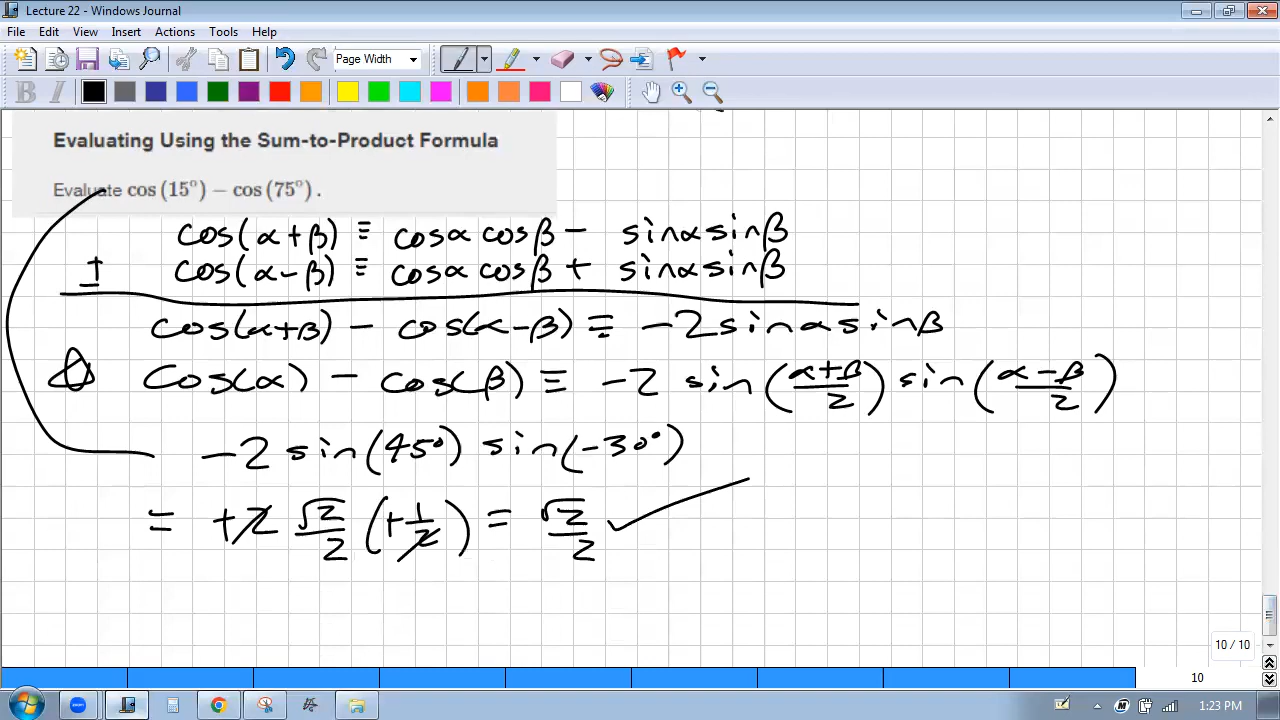 Lecture 22 - Windows Journal
File Edit View Insert Actions Tools Help
Page Width
B I
Evaluating Using the Sum-to-Product Formula
Evaluate cos (15°) − cos (75°) .
cos(α+β) ≡ cosα cosβ − sinα sinβ
± cos(α−β) ≡ cosα cosβ + sinα sinβ
cos(α+β) − cos(α−β) ≡ −2 sinα sinβ
cos(α) − cos(β) ≡ −2 sin(α+β/2) sin(α−β/2)
−2 sin(45°) sin(−30°)
= +2 √2/2 (+1/2) = √2/2 ✓
10 / 10
10
1:23 PM